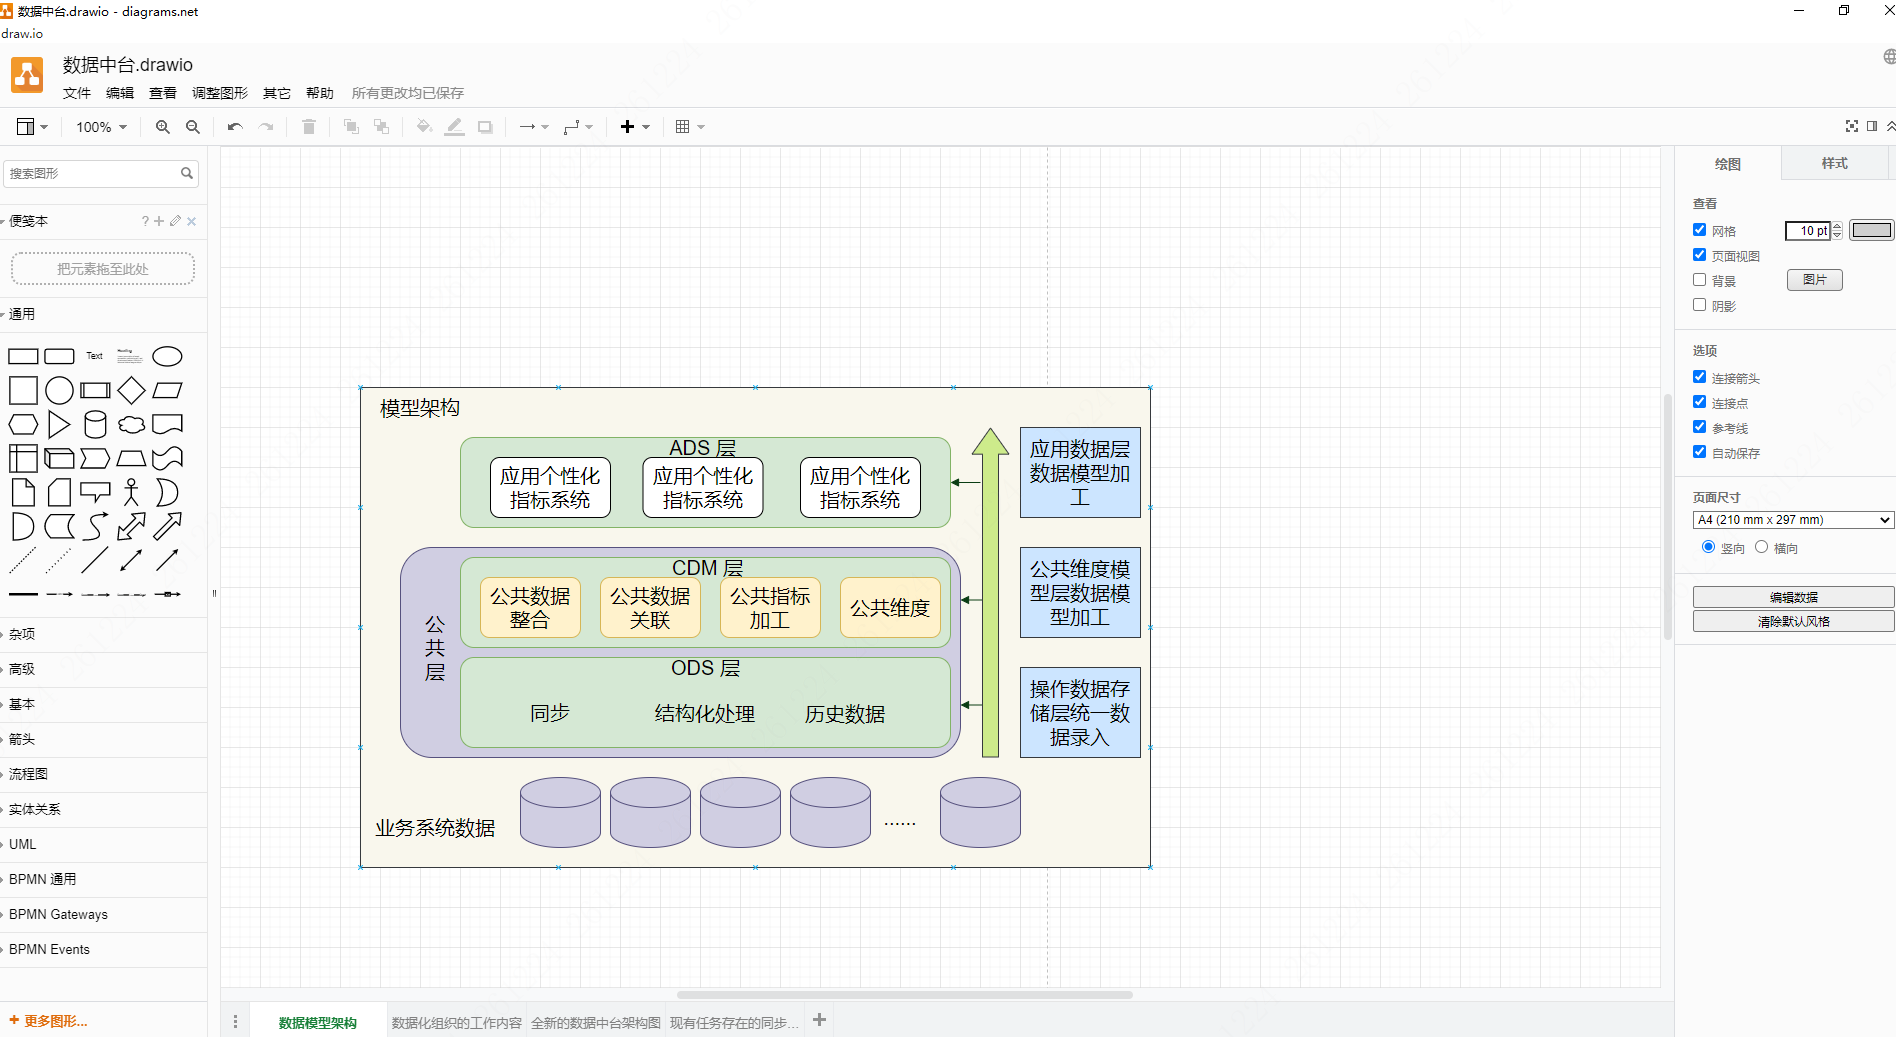 数据中台.drawio - diagrams.net
draw.io
数据中台.drawio
文件 编辑 查看 调整图形 其它 帮助 所有更改均已保存
100%
搜索图形
便笺本
?
把元素拖至此处
通用
Text
Heading
杂项
高级
基本
箭头
流程图
实体关系
UML
BPMN 通用
BPMN Gateways
BPMN Events
更多图形...
模型架构
ADS 层
应用个性化
指标系统
应用个性化
指标系统
应用个性化
指标系统
应用数据层
数据模型加
工
公
共
层
CDM 层
公共数据
整合
公共数据
关联
公共指标
加工
公共维度
公共维度模
型层数据模
型加工
ODS 层
同步
结构化处理
历史数据
操作数据存
储层统一数
据录入
业务系统数据
······
数据模型架构
数据化组织的工作内容
全新的数据中台架构图
现有任务存在的同步...
绘图
样式
查看
网格
10 pt
页面视图
背景
图片
阴影
选项
连接箭头
连接点
参考线
自动保存
页面尺寸
A4 (210 mm x 297 mm)
竖向
横向
编辑数据
清除默认风格
261224